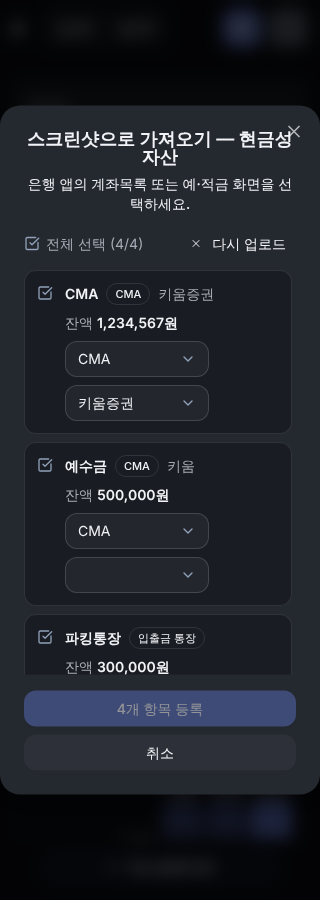 스크린샷으로 가져오기 — 현금성
자산
은행 앱의 계좌목록 또는 예·적금 화면을 선
택하세요.
전체 선택 (4/4) × 다시 업로드
CMA CMA 키움증권
잔액 1,234,567원
CMA
키움증권
예수금 CMA 키움
잔액 500,000원
CMA
파킹통장 입출금 통장
잔액 300,000원
4개 항목 등록
취소